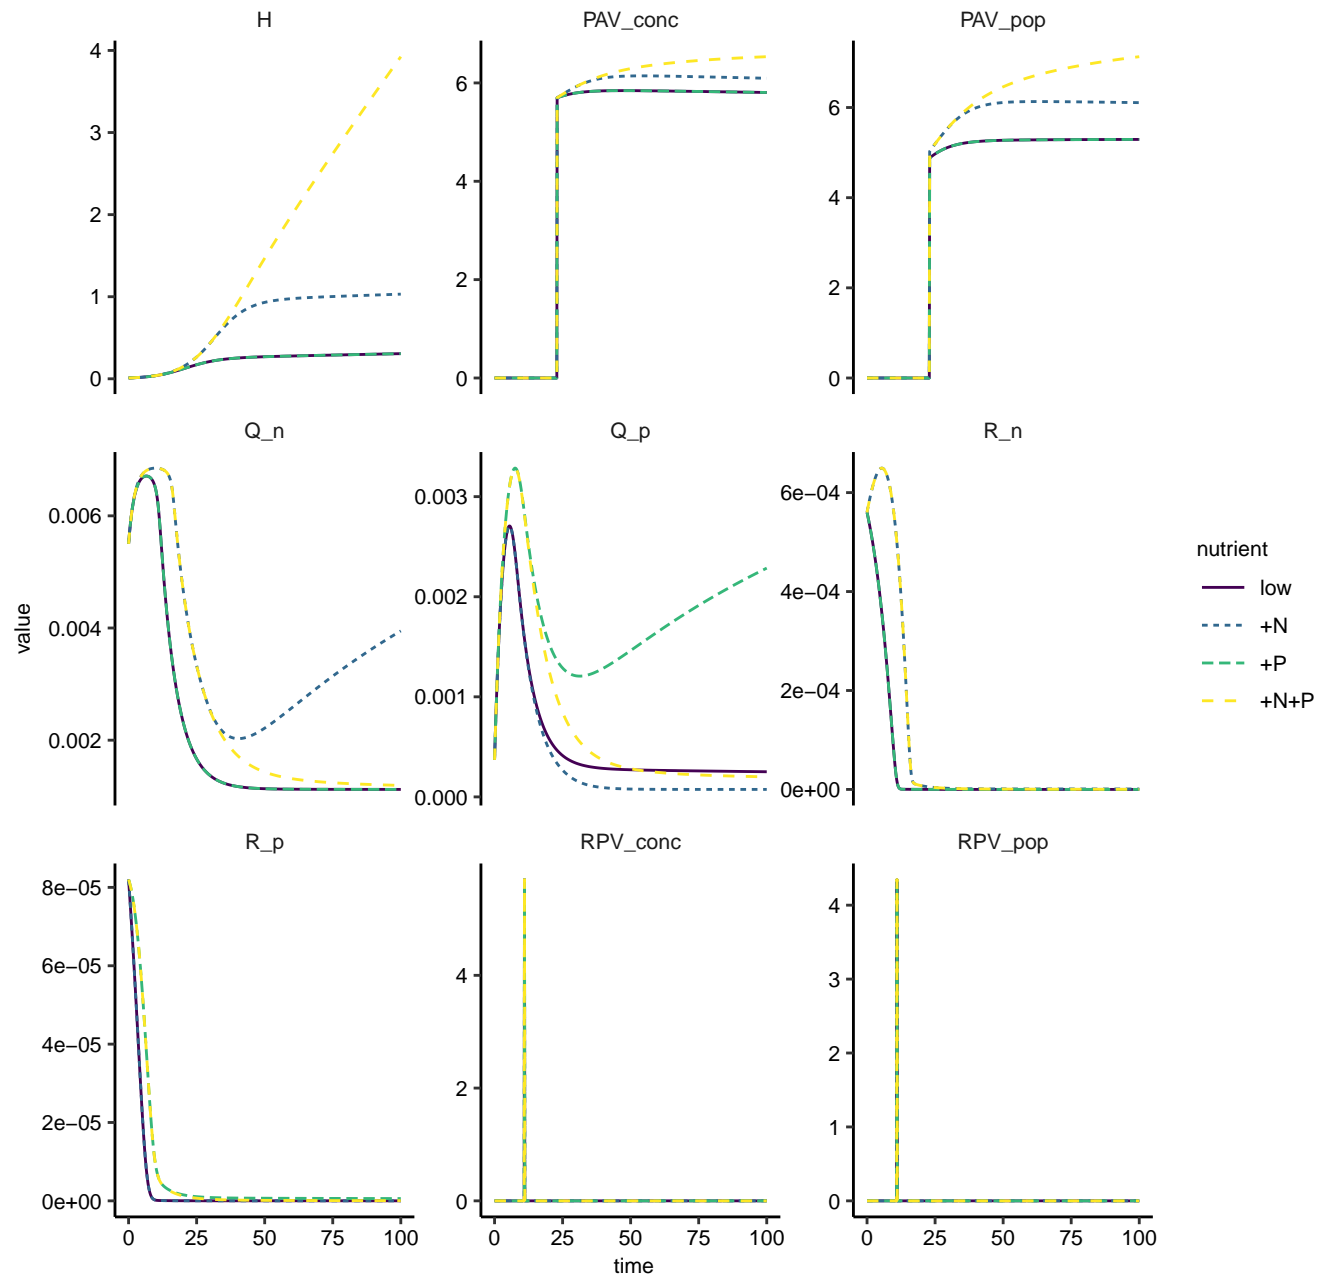 H
PAV_conc
PAV_pop
4
3
2
1
0
6
4
2
0
6
4
2
0
Q_n
Q_p
R_n
0.006
0.004
0.002
0.003
0.002
0.001
0.000
6e−04
4e−04
2e−04
0e+00
R_p
RPV_conc
RPV_pop
8e−05
6e−05
4e−05
2e−05
0e+00
4
2
0
4
3
2
1
0
0 25 50 75 100
0 25 50 75 100
0 25 50 75 100
time
value
nutrient
low
+N
+P
+N+P